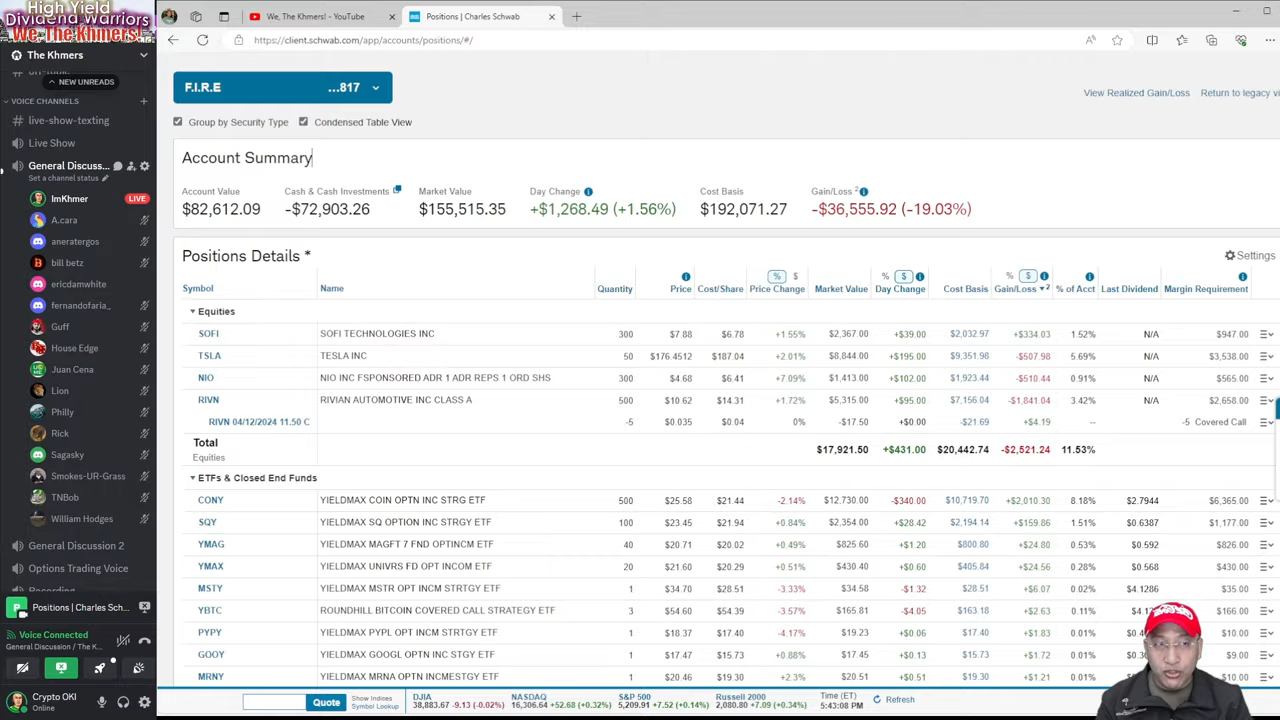 High Yield
Dividend Warriors
We, The Khmers!
The Khmers
NEW UNREADS
VOICE CHANNELS
live-show-texting
Live Show
General Discuss...
Set a channel status
ImKhmer LIVE
A.cara
aneratergos
bill betz
ericdamwhite
fernandofaria_
Guff
House Edge
Juan Cena
Lion
Philly
Rick
Sagasky
Smokes-UR-Grass
TNBob
William Hodges
General Discussion 2
Options Trading Voice
Recording
Positions | Charles Sch...
Voice Connected
General Discussion / The K...
Crypto OKI
Online
We, The Khmers! - YouTube
Positions | Charles Schwab
https://client.schwab.com/app/accounts/positions/#/
F.I.R.E ...817
View Realized Gain/Loss Return to legacy vi
Group by Security Type Condensed Table View
Account Summary
Account Value Cash & Cash Investments Market Value Day Change Cost Basis Gain/Loss 2
$82,612.09 -$72,903.26 $155,515.35 +$1,268.49 (+1.56%) $192,071.27 -$36,555.92 (-19.03%)
Positions Details *
Settings
% $ % $ % $
Symbol Name Quantity Price Cost/Share Price Change Market Value Day Change Cost Basis Gain/Loss 2 % of Acct Last Dividend Margin Requirement
Equities
SOFI SOFI TECHNOLOGIES INC 300 $7.88 $6.78 +1.55% $2,367.00 +$39.00 $2,032.97 +$334.03 1.52% N/A $947.00
TSLA TESLA INC 50 $176.4512 $187.04 +2.01% $8,844.00 +$195.00 $9,351.98 -$507.98 5.69% N/A $3,538.00
NIO NIO INC FSPONSORED ADR 1 ADR REPS 1 ORD SHS 300 $4.68 $6.41 +7.09% $1,413.00 +$102.00 $1,923.44 -$510.44 0.91% N/A $565.00
RIVN RIVIAN AUTOMOTIVE INC CLASS A 500 $10.62 $14.31 +1.72% $5,315.00 +$95.00 $7,156.04 -$1,841.04 3.42% N/A $2,658.00
RIVN 04/12/2024 11.50 C -5 $0.035 $0.04 0% -$17.50 +$0.00 -$21.69 +$4.19 -- -5 Covered Call
Total
Equities
$17,921.50 +$431.00 $20,442.74 -$2,521.24 11.53%
ETFs & Closed End Funds
CONY YIELDMAX COIN OPTN INC STRG ETF 500 $25.58 $21.44 -2.14% $12,730.00 -$340.00 $10,719.70 +$2,010.30 8.18% $2.7944 $6,365.00
SQY YIELDMAX SQ OPTION INC STRGY ETF 100 $23.45 $21.94 +0.84% $2,354.00 +$28.42 $2,194.14 +$159.86 1.51% $0.6387 $1,177.00
YMAG YIELDMAX MAGFT 7 FND OPTINCM ETF 40 $20.71 $20.02 +0.49% $825.60 +$1.20 $800.80 +$24.80 0.53% $0.592 $826.00
YMAX YIELDMAX UNIVRS FD OPT INCOM ETF 20 $21.60 $20.29 +0.51% $430.40 +$0.60 $405.84 +$24.56 0.28% $0.568 $430.00
MSTY YIELDMAX MSTR OPT INCM STRTGY ETF 1 $34.70 $28.51 -3.33% $34.58 -$1.32 $28.51 +$6.07 0.02% $4.1286 $35.00
YBTC ROUNDHILL BITCOIN COVERED CALL STRATEGY ETF 3 $54.60 $54.39 -3.57% $165.81 -$4.05 $163.18 +$2.63 0.11% $166.00
PYPY YIELDMAX PYPL OPT INCM STRTGY ETF 1 $18.37 $17.40 -4.17% $19.23 +$0.06 $17.40 +$1.83 0.01% $10.00
GOOY YIELDMAX GOOGL OPTN STGY ETF 1 $17.47 $15.73 +0.88% $17.45 +$0.13 $15.73 +$1.72 0.01% $9.00
MRNY YIELDMAX MRNA OPTN INCMESTGY ETF 1 $20.46 $19.30 +2.3% $20.51 +$0.51 $19.30 +$1.21 0.01% $10.00
Quote
Show Indices
Symbol Lookup
DJIA NASDAQ S&P 500 Russell 2000 Time (ET)
38,883.67 -9.13 (-0.02%) 16,306.64 +52.68 (+0.32%) 5,209.91 +7.52 (+0.14%) 2,080.80 +7.09 (+0.34%) 5:43:08 PM
Refresh